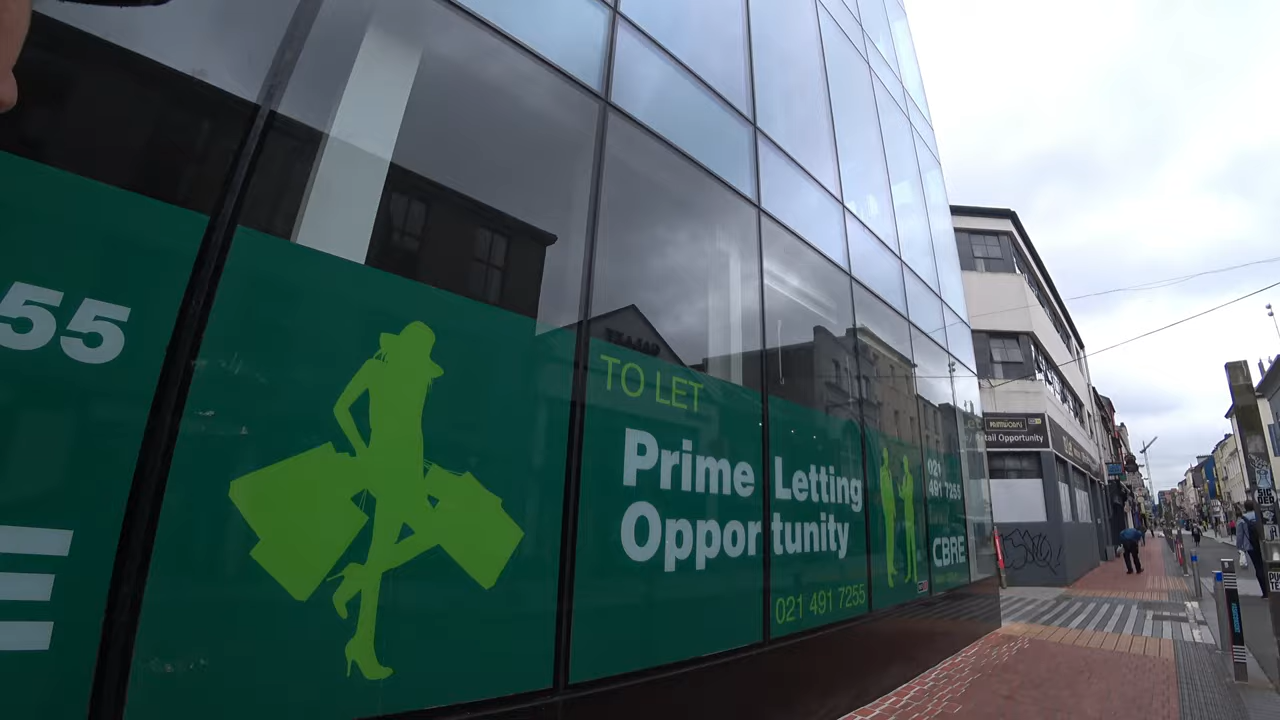 55
E
TO LET
Prime Letting
Opportunity
021 491 7255
021
491 7255
CBRE
Retail Opportunity